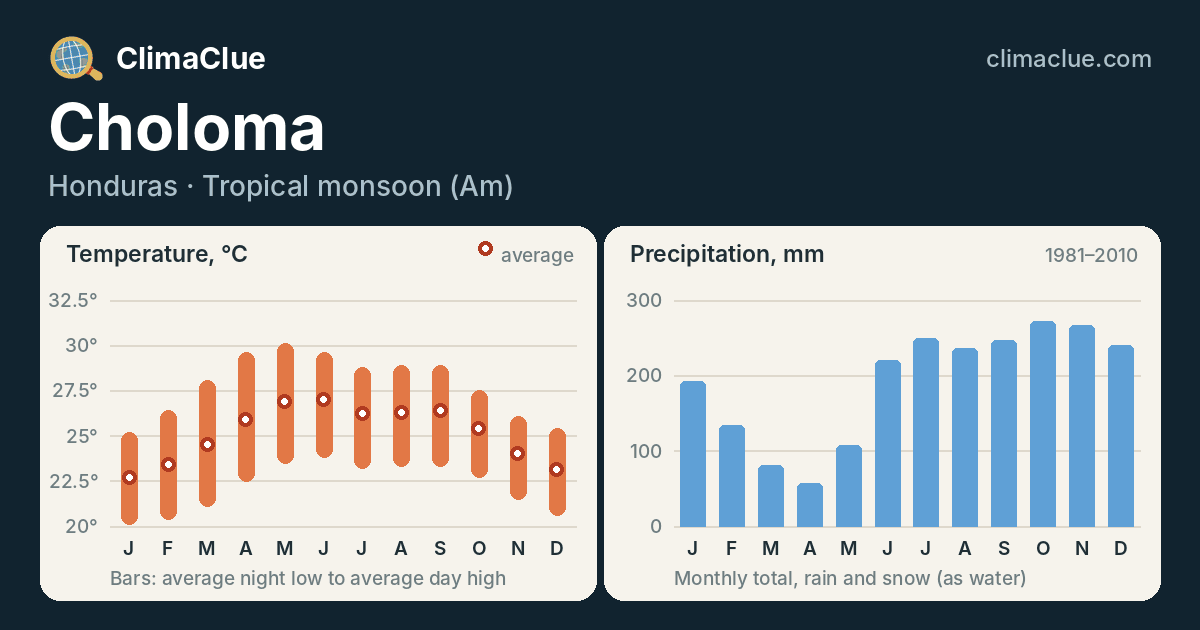 ClimaClue
climaclue.com
Choloma
Honduras · Tropical monsoon (Am)
Temperature, °C
average
32.5°
30°
27.5°
25°
22.5°
20°
J F M A M J J A S O N D
Bars: average night low to average day high
Precipitation, mm
1981–2010
300
200
100
0
J F M A M J J A S O N D
Monthly total, rain and snow (as water)